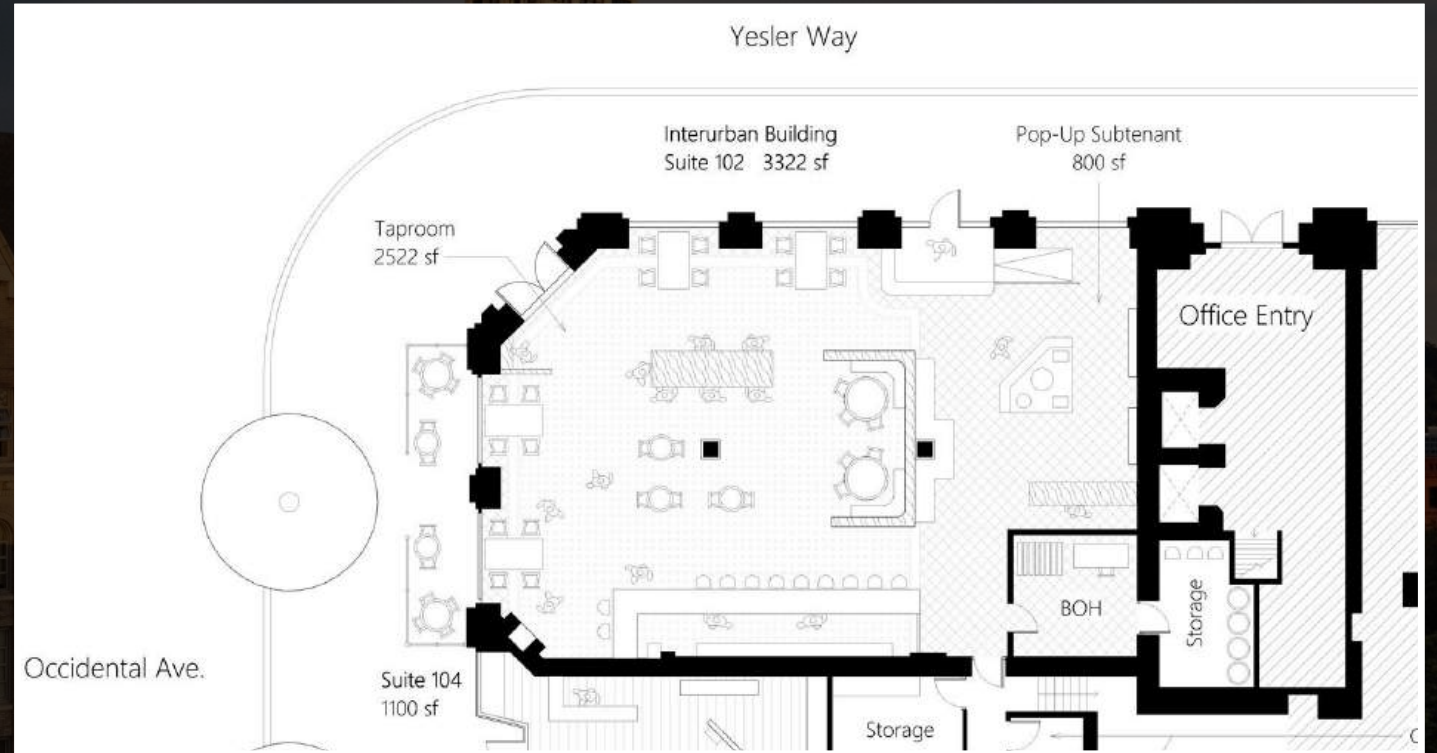 Yesler Way
Interurban Building
Suite 102 3322 sf
Pop-Up Subtenant
800 sf
Taproom
2522 sf
Office Entry
BOH
Storage
Occidental Ave.
Suite 104
1100 sf
Storage